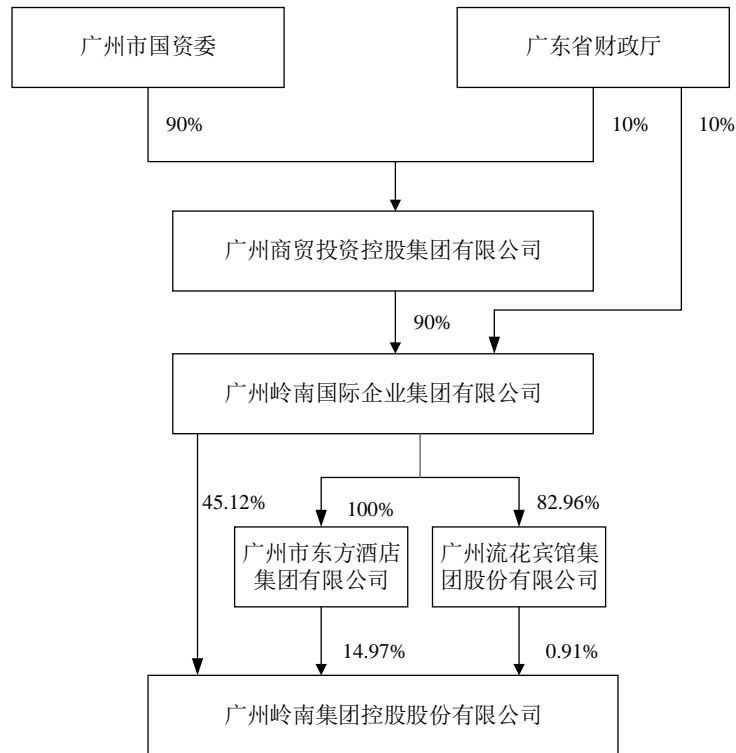 广州市国资委
广东省财政厅
90%
10%
10%
广州商贸投资控股集团有限公司
90%
广州岭南国际企业集团有限公司
45.12%
100%
82.96%
广州市东方酒店
集团有限公司
广州流花宾馆集
团股份有限公司
14.97%
0.91%
广州岭南集团控股股份有限公司